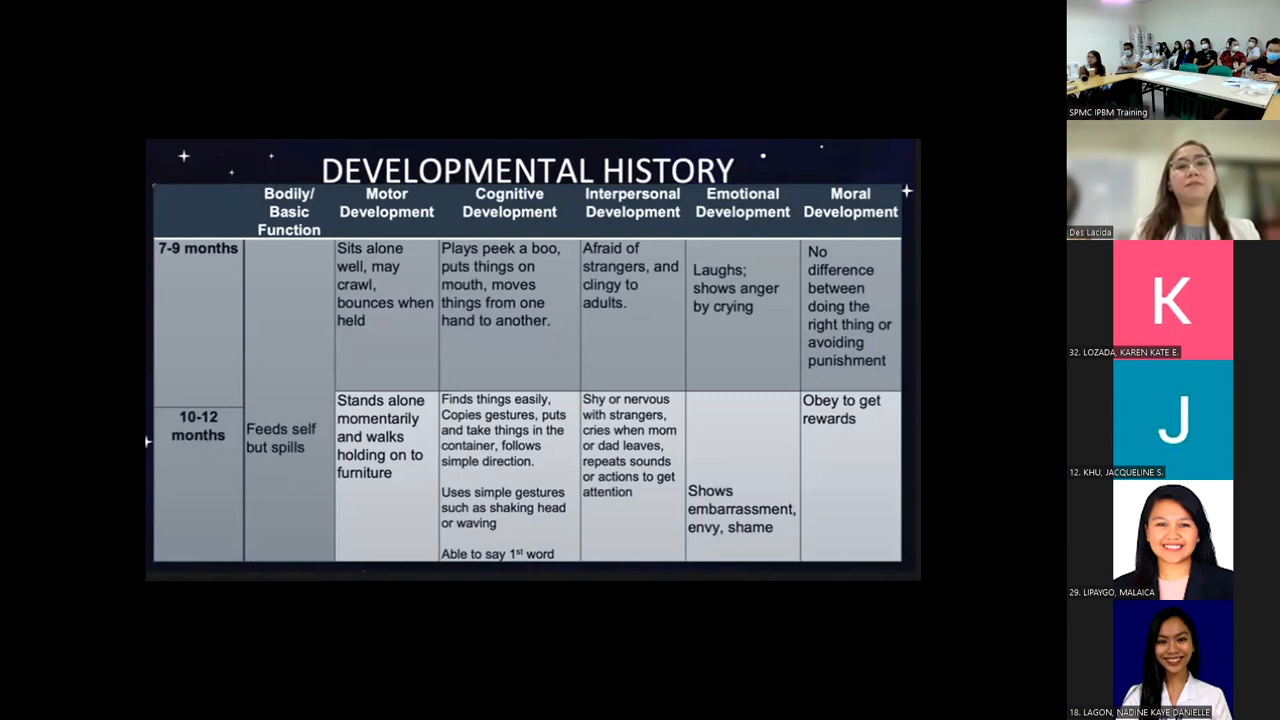 DEVELOPMENTAL HISTORY
Bodily/
Basic
Function
Motor
Development
Cognitive
Development
Interpersonal
Development
Emotional
Development
Moral
Development
7-9 months
Sits alone
well, may
crawl,
bounces when
held
Plays peek a boo,
puts things on
mouth, moves
things from one
hand to another.
Afraid of
strangers, and
clingy to
adults.
Laughs;
shows anger
by crying
No
difference
between
doing the
right thing or
avoiding
punishment
10-12
months
Feeds self
but spills
Stands alone
momentarily
and walks
holding on to
furniture
Finds things easily,
Copies gestures, puts
and take things in the
container, follows
simple direction.
Uses simple gestures
such as shaking head
or waving
Able to say 1st word
Shy or nervous
with strangers,
cries when mom
or dad leaves,
repeats sounds
or actions to get
attention
Shows
embarrassment,
envy, shame
Obey to get
rewards
SPMC IPBM Training
Des Lacida
K
32. LOZADA, KAREN KATE E.
J
12. KHU, JACQUELINE S.
29. LIPAYGO, MALAICA
18. LAGON, NADINE KAYE DANIELLE